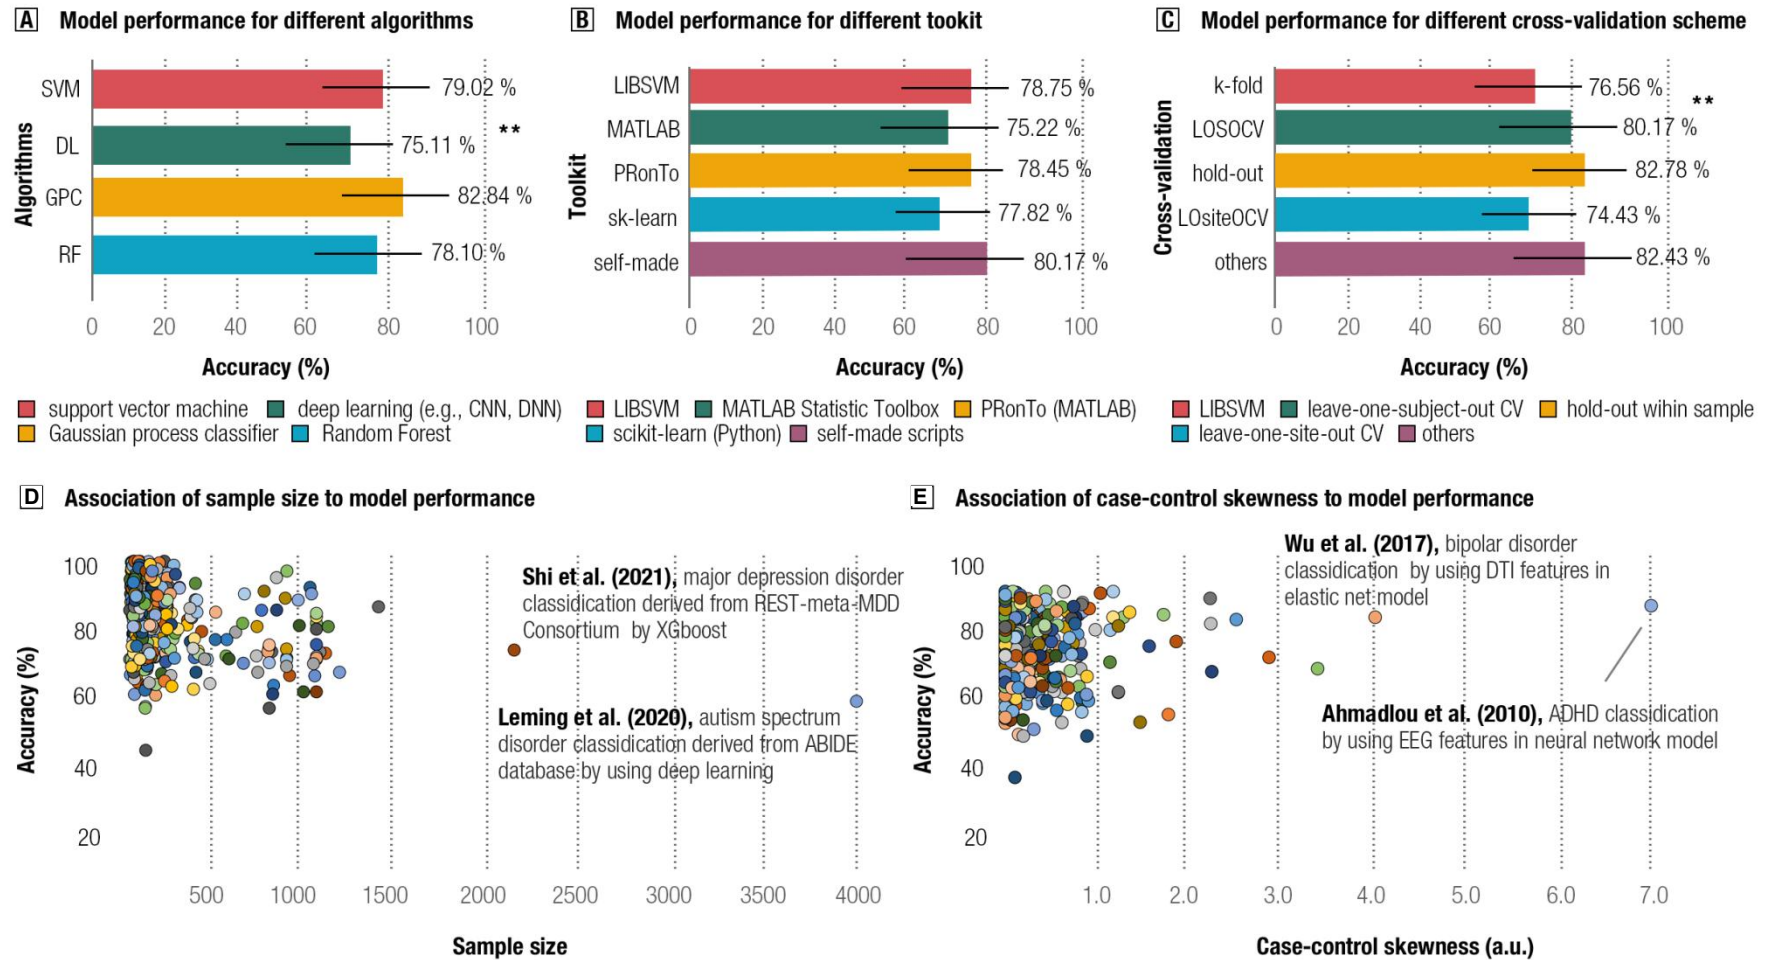 A Model performance for different algorithms
SVM
79.02 %
DL
75.11 %
**
GPC
82.84 %
RF
78.10 %
Algorithms
0 20 40 60 80 100
Accuracy (%)
support vector machine deep learning (e.g., CNN, DNN)
Gaussian process classifier Random Forest
B Model performance for different tookit
LIBSVM
78.75 %
MATLAB
75.22 %
PRonTo
78.45 %
sk-learn
77.82 %
self-made
80.17 %
Toolkit
0 20 40 60 80 100
Accuracy (%)
LIBSVM MATLAB Statistic Toolbox PRonTo (MATLAB)
scikit-learn (Python) self-made scripts
C Model performance for different cross-validation scheme
k-fold
76.56 %
**
LOSOCV
80.17 %
hold-out
82.78 %
LOsiteOCV
74.43 %
others
82.43 %
Cross-validation
0 20 40 60 80 100
Accuracy (%)
LIBSVM leave-one-subject-out CV hold-out wihin sample
leave-one-site-out CV others
D Association of sample size to model performance
100
80
60
40
20
Accuracy (%)
Shi et al. (2021), major depression disorder
classidication derived from REST-meta-MDD
Consortium by XGboost
Leming et al. (2020), autism spectrum
disorder classidication derived from ABIDE
database by using deep learning
500 1000 1500 2000 2500 3000 3500 4000
Sample size
E Association of case-control skewness to model performance
100
80
60
40
20
Accuracy (%)
Wu et al. (2017), bipolar disorder
classidication by using DTI features in
elastic net model
Ahmadlou et al. (2010), ADHD classidication
by using EEG features in neural network model
1.0 2.0 3.0 4.0 5.0 6.0 7.0
Case-control skewness (a.u.)